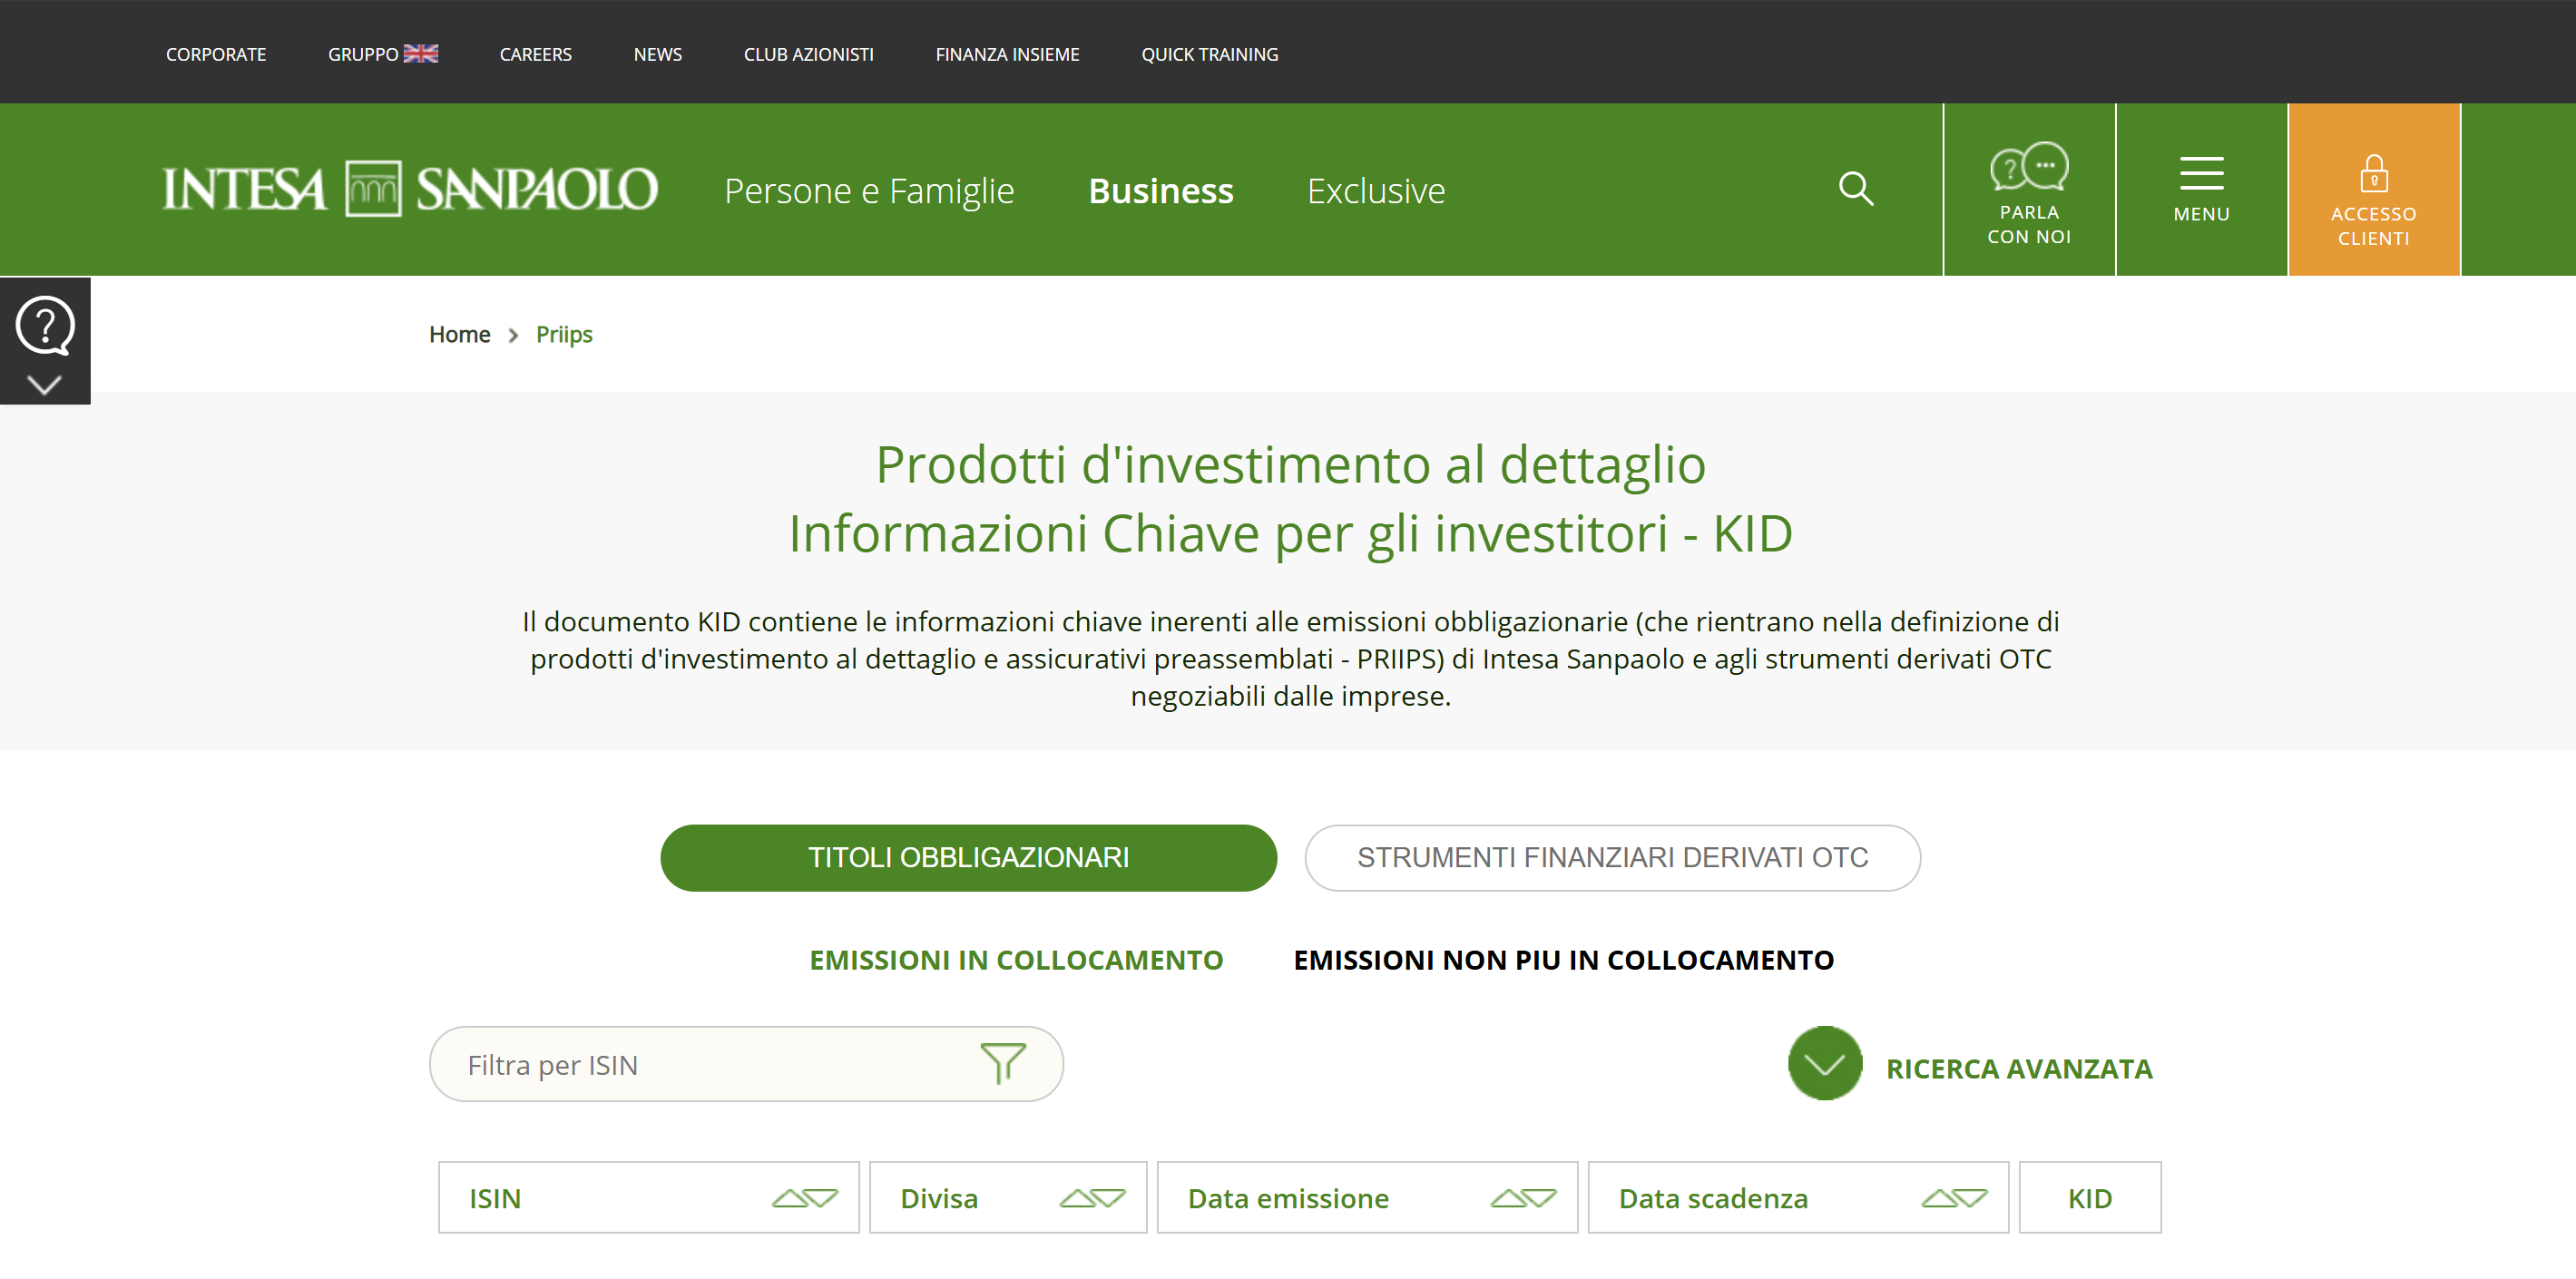 CORPORATE GRUPPO CAREERS NEWS CLUB AZIONISTI FINANZA INSIEME QUICK TRAINING
INTESA SANPAOLO Persone e Famiglie Business Exclusive
PARLA
CON NOI
MENU
ACCESSO
CLIENTI
Home > Priips
Prodotti d'investimento al dettaglio
Informazioni Chiave per gli investitori - KID
Il documento KID contiene le informazioni chiave inerenti alle emissioni obbligazionarie (che rientrano nella definizione di
prodotti d'investimento al dettaglio e assicurativi preassemblati - PRIIPS) di Intesa Sanpaolo e agli strumenti derivati OTC
negoziabili dalle imprese.
TITOLI OBBLIGAZIONARI STRUMENTI FINANZIARI DERIVATI OTC
EMISSIONI IN COLLOCAMENTO EMISSIONI NON PIU IN COLLOCAMENTO
Filtra per ISIN RICERCA AVANZATA
ISIN Divisa Data emissione Data scadenza KID